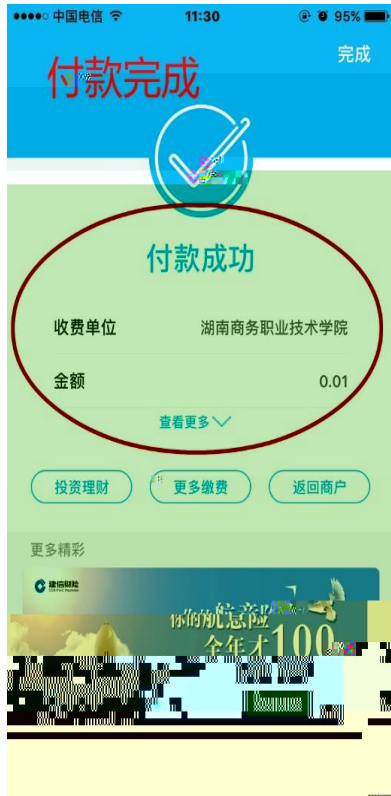 中国电信 11:30 95%
完成
付款完成
付款成功
收费单位 湖南商务职业技术学院
金额 0.01
查看更多
投资理财 更多缴费 返回商户
更多精彩
建信财险
你的航意险
全年才100